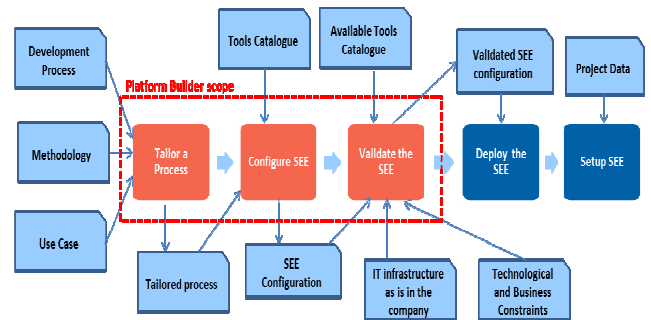 Development
Process
Tools Catalogue
Available Tools
Catalogue
Validated SEE
configuration
Project Data
Platform Builder scope
Methodology
Tailor a
Process
Configure SEE
Validate the
SEE
Deploy the
SEE
Setup SEE
Use Case
Tailored process
SEE
Configuration
IT infrastructure
as is in the
company
Technological
and Business
Constraints